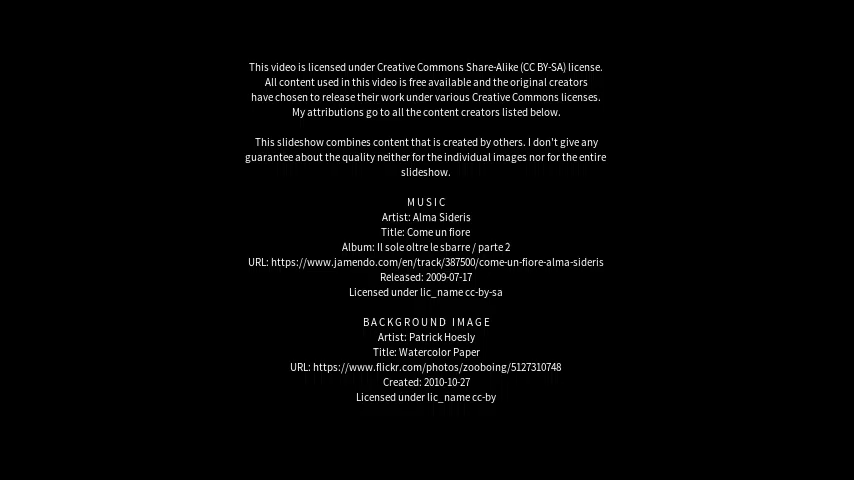 This video is licensed under Creative Commons Share-Alike (CC BY-SA) license.
All content used in this video is free available and the original creators
have chosen to release their work under various Creative Commons licenses.
My attributions go to all the content creators listed below.
This slideshow combines content that is created by others. I don't give any
guarantee about the quality neither for the individual images nor for the entire
slideshow.
MUSIC
Artist: Alma Sideris
Title: Come un fiore
Album: Il sole oltre le sbarre / parte 2
URL: https://www.jamendo.com/en/track/387500/come-un-fiore-alma-sideris
Released: 2009-07-17
Licensed under lic_name cc-by-sa
BACKGROUND IMAGE
Artist: Patrick Hoesly
Title: Watercolor Paper
URL: https://www.flickr.com/photos/zooboing/5127310748
Created: 2010-10-27
Licensed under lic_name cc-by